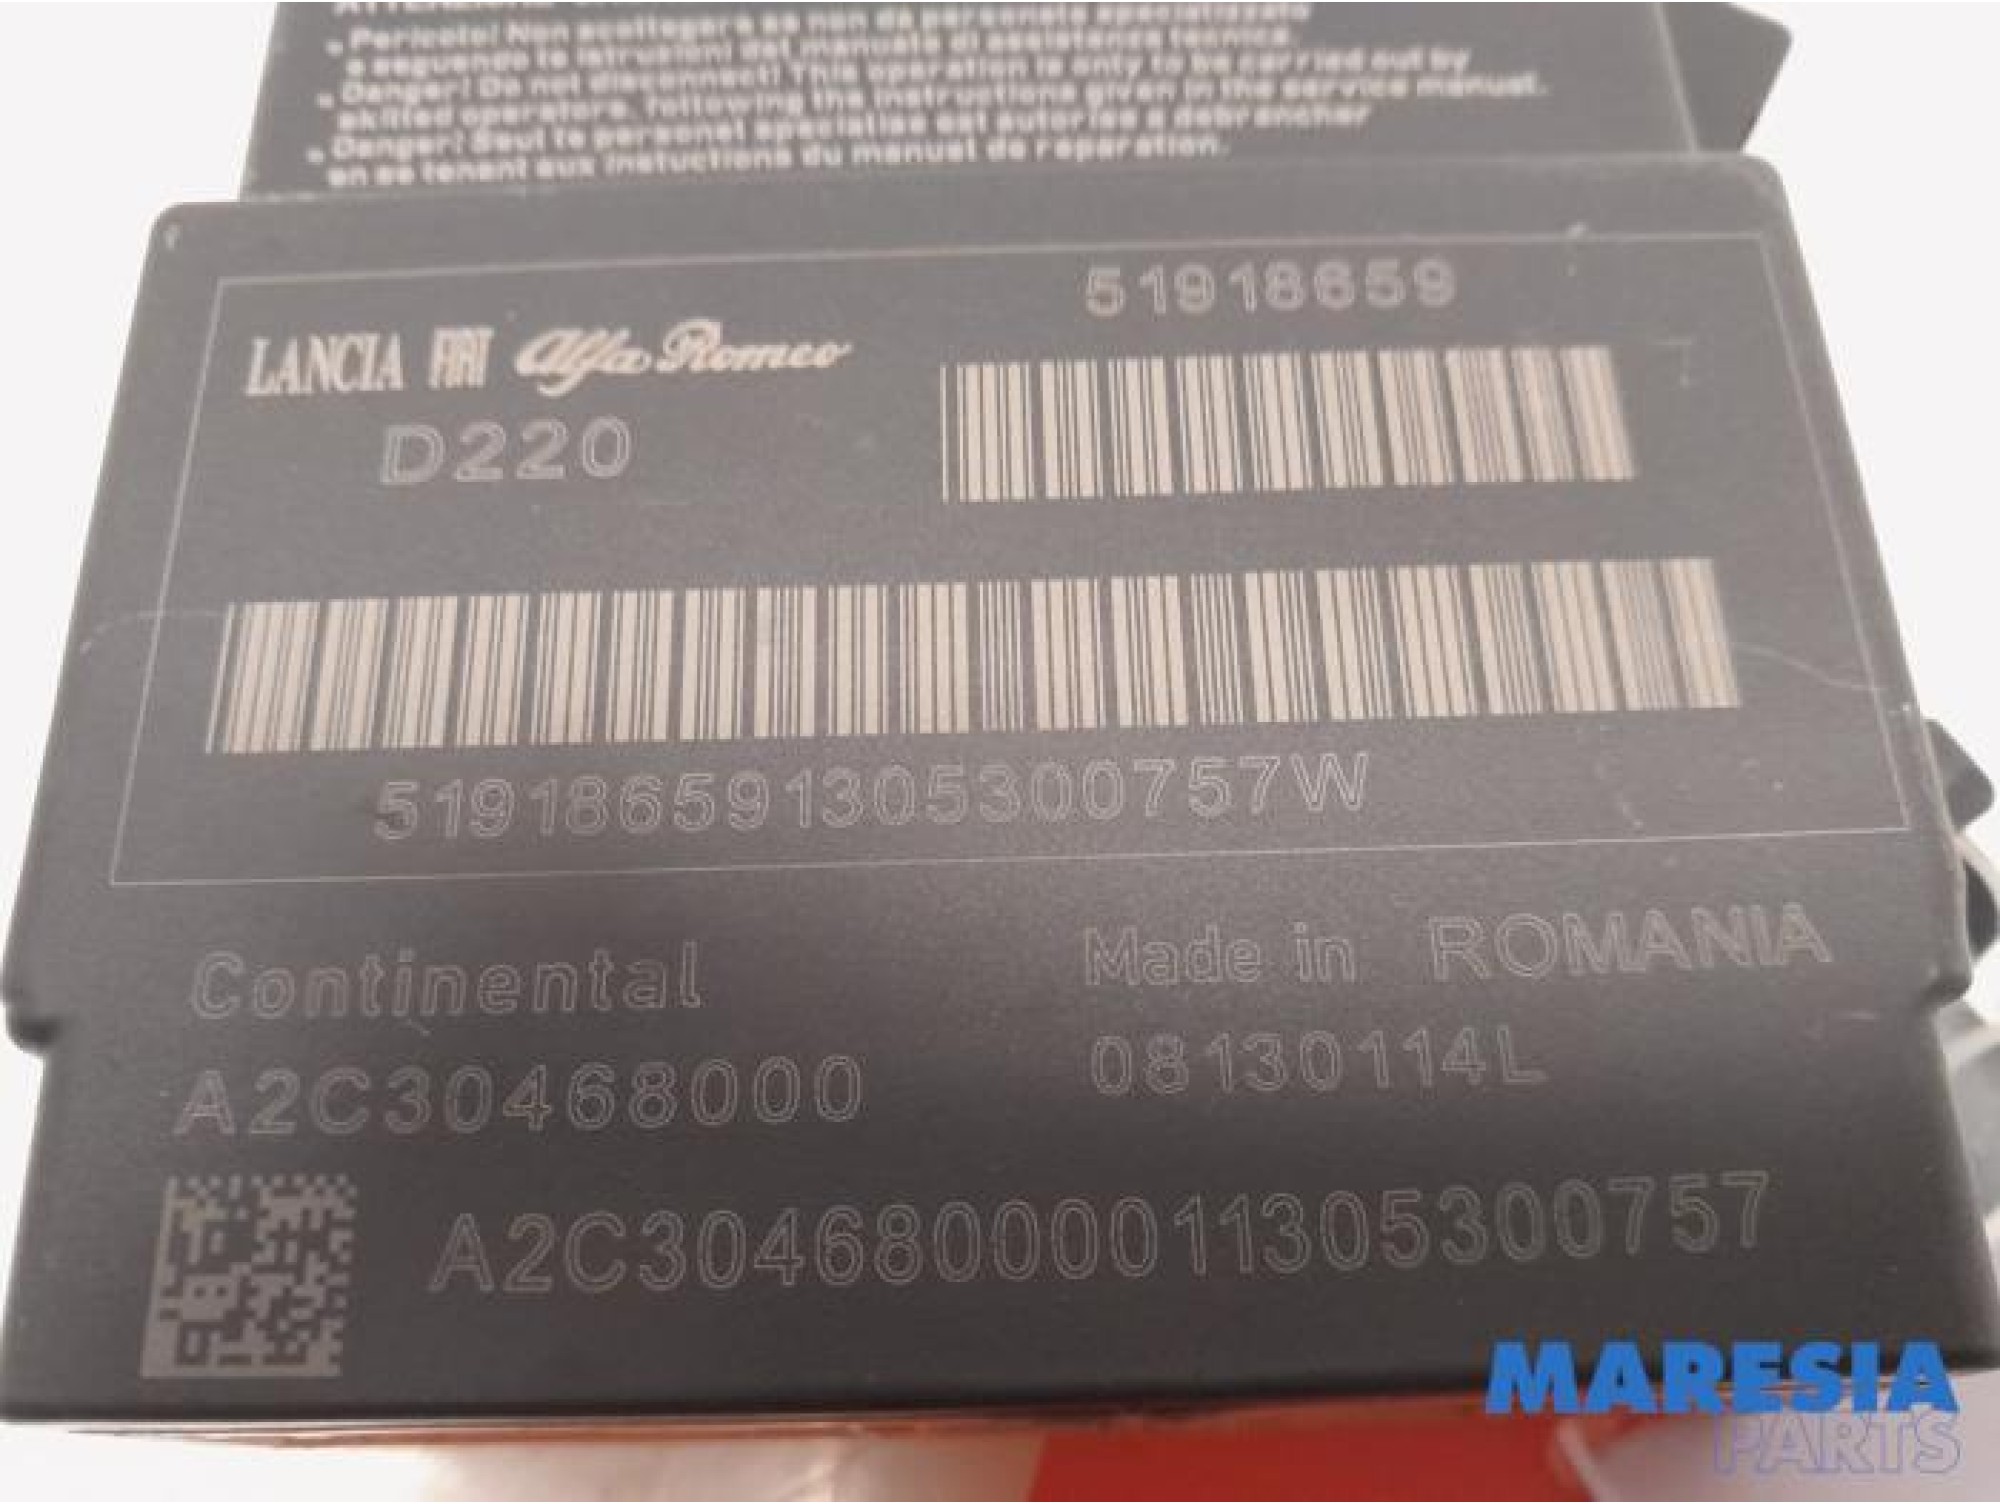 Pericolo! Non scollegare se non da personale specializzato
e seguendo le istruzioni del manuale di assistenza tecnica.
Danger! Do not disconnect! This operation is only to be carried out by
skilled operators, following the instructions given in the service manual.
Danger! Seul le personel specialise est autorise a debrancher
en se tenant aux instuctions du manuel de reparation.
51918659
LANCIA FIAT Alfa Romeo
D220
519186591305300757W
Continental
Made in ROMANIA
A2C30468000
08130114L
A2C30468000011305300757
MARESIA
PARTS